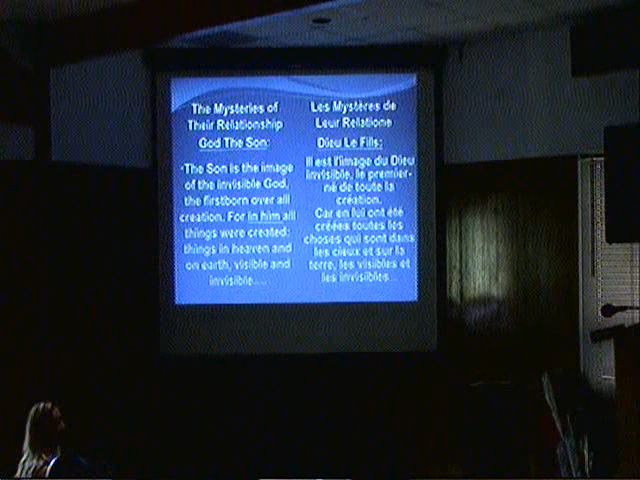 The Mysteries of
Their Relationship
God The Son:
•The Son is the image
of the invisible God,
the firstborn over all
creation. For in him all
things were created:
things in heaven and
on earth, visible and
invisible....
Les Mystères de
Leur Relatione
Dieu Le Fils:
Il est l'image du Dieu
invisible, le premier-
né de toute la
création.
Car en lui ont été
créées toutes les
choses qui sont dans
les cieux et sur la
terre, les visibles et
les invisibles...